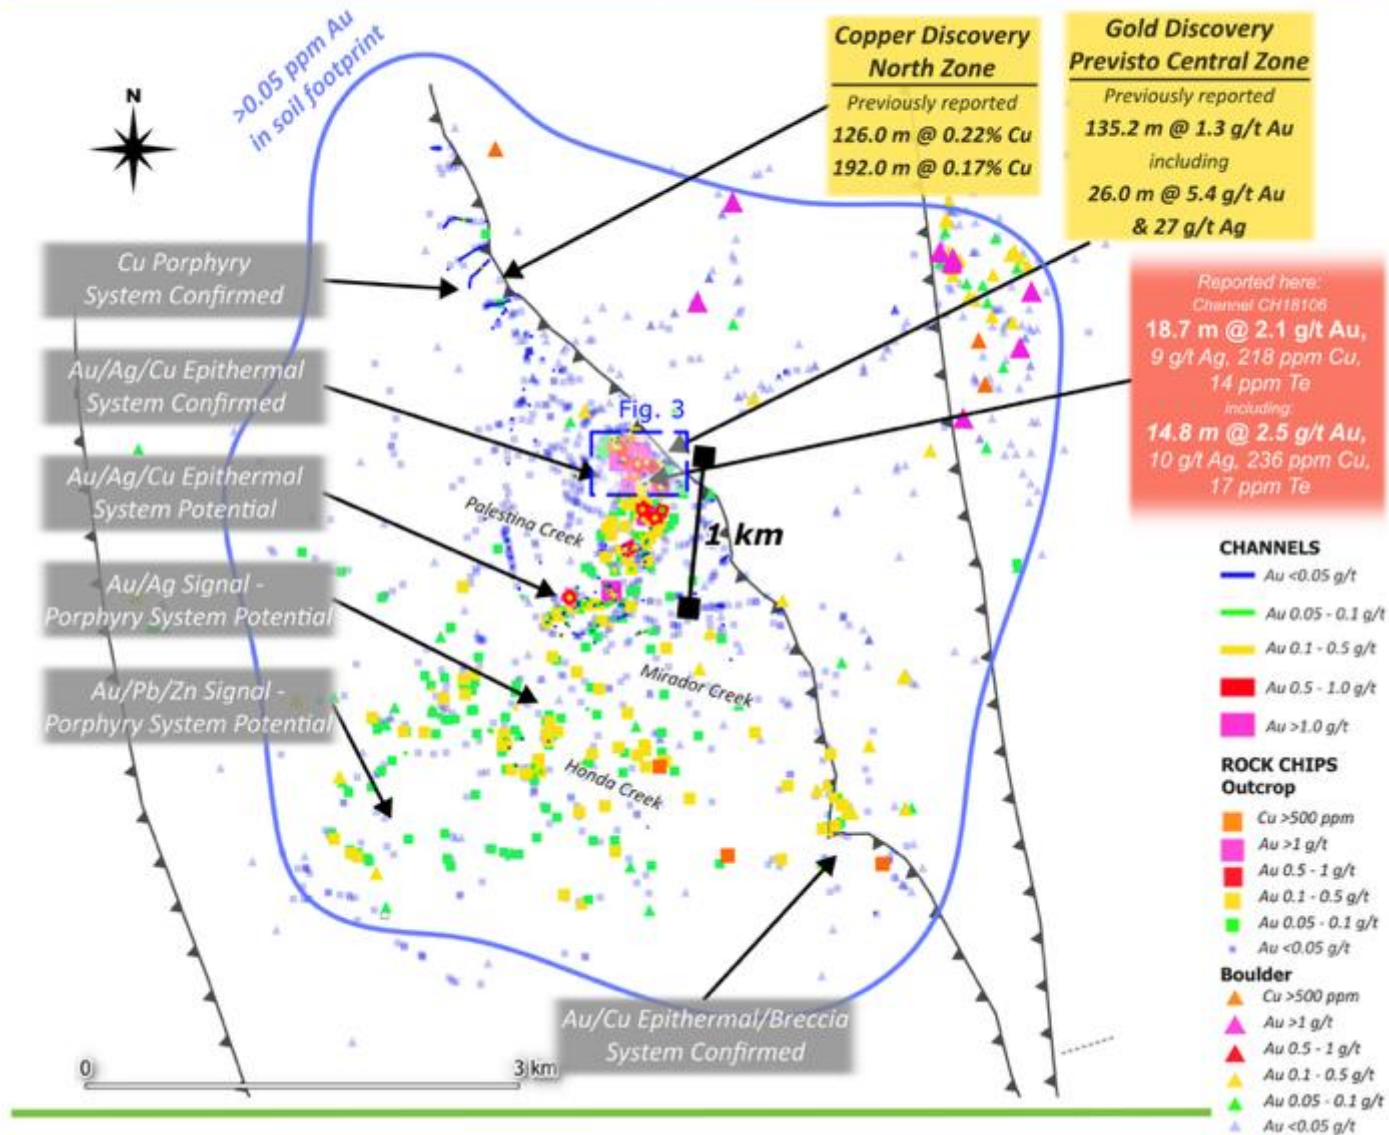 >0.05 ppm Au
in soil footprint
N
Copper Discovery
North Zone
Previously reported
126.0 m @ 0.22% Cu
192.0 m @ 0.17% Cu
Gold Discovery
Previsto Central Zone
Previously reported
135.2 m @ 1.3 g/t Au
including
26.0 m @ 5.4 g/t Au
& 27 g/t Ag
Reported here:
Channel CH18106
18.7 m @ 2.1 g/t Au,
9 g/t Ag, 218 ppm Cu,
14 ppm Te
including:
14.8 m @ 2.5 g/t Au,
10 g/t Ag, 236 ppm Cu,
17 ppm Te
Cu Porphyry
System Confirmed
Au/Ag/Cu Epithermal
System Confirmed
Au/Ag/Cu Epithermal
System Potential
Au/Ag Signal -
Porphyry System Potential
Au/Pb/Zn Signal -
Porphyry System Potential
Fig. 3
Palestina Creek
1 km
Mirador Creek
Honda Creek
Au/Cu Epithermal/Breccia
System Confirmed
0
3 km
CHANNELS
Au <0.05 g/t
Au 0.05 - 0.1 g/t
Au 0.1 - 0.5 g/t
Au 0.5 - 1.0 g/t
Au >1.0 g/t
ROCK CHIPS
Outcrop
Cu >500 ppm
Au >1 g/t
Au 0.5 - 1 g/t
Au 0.1 - 0.5 g/t
Au 0.05 - 0.1 g/t
Au <0.05 g/t
Boulder
Cu >500 ppm
Au >1 g/t
Au 0.5 - 1 g/t
Au 0.1 - 0.5 g/t
Au 0.05 - 0.1 g/t
Au <0.05 g/t